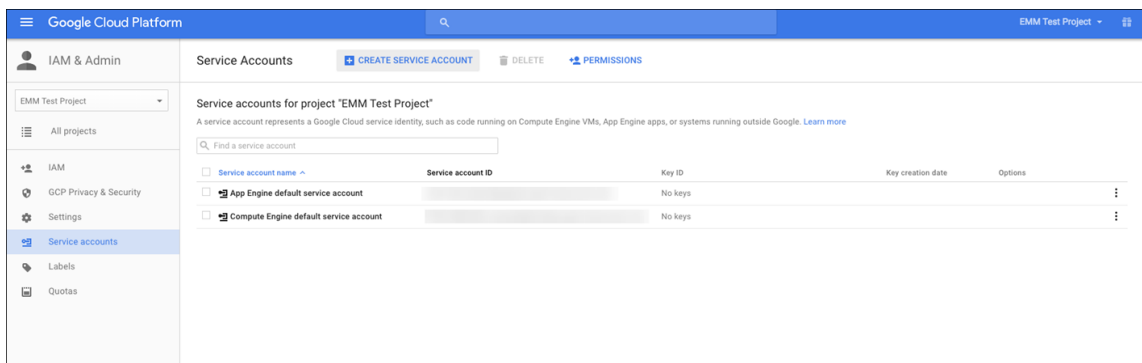 Google Cloud Platform
EMM Test Project
IAM & Admin
Service Accounts
CREATE SERVICE ACCOUNT
DELETE
PERMISSIONS
EMM Test Project
All projects
IAM
GCP Privacy & Security
Settings
Service accounts
Labels
Quotas
Service accounts for project "EMM Test Project"
A service account represents a Google Cloud service identity, such as code running on Compute Engine VMs, App Engine apps, or systems running outside Google. Learn more
Find a service account
Service account name Service account ID Key ID Key creation date Options
App Engine default service account No keys
Compute Engine default service account No keys